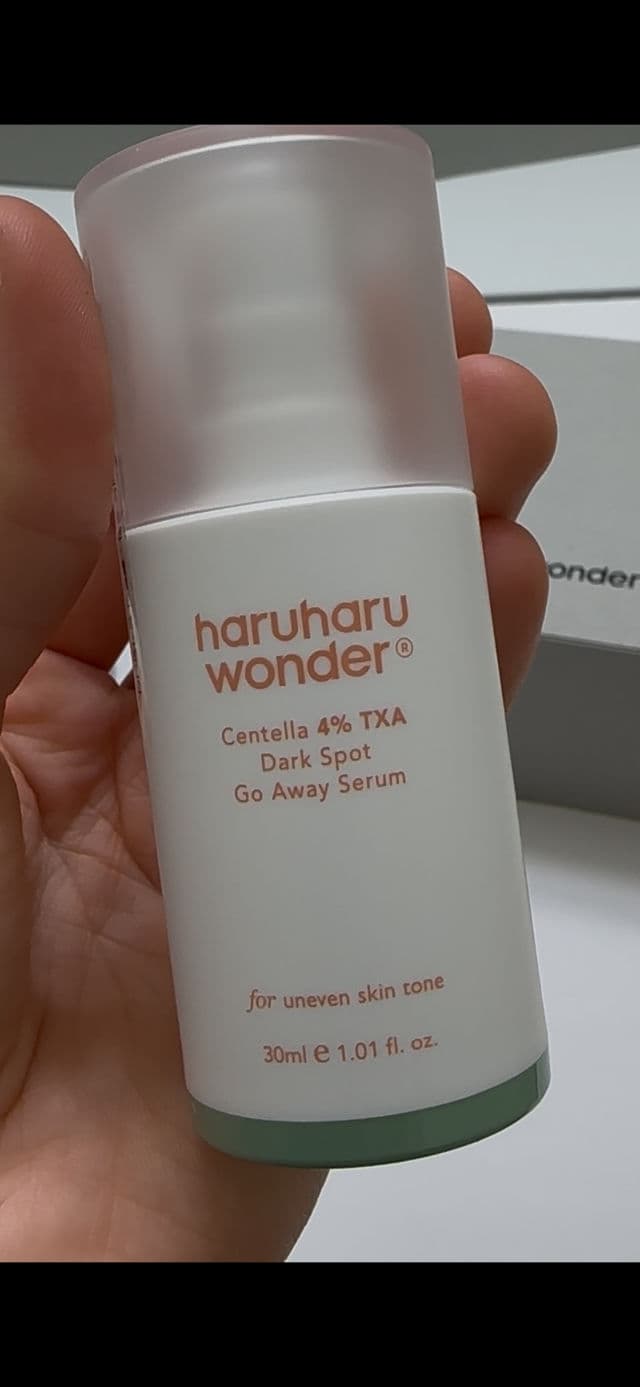 haruharu
wonder®
Centella 4% TXA
Dark Spot
Go Away Serum
for uneven skin tone
30ml e 1.01 fl. oz.
onder